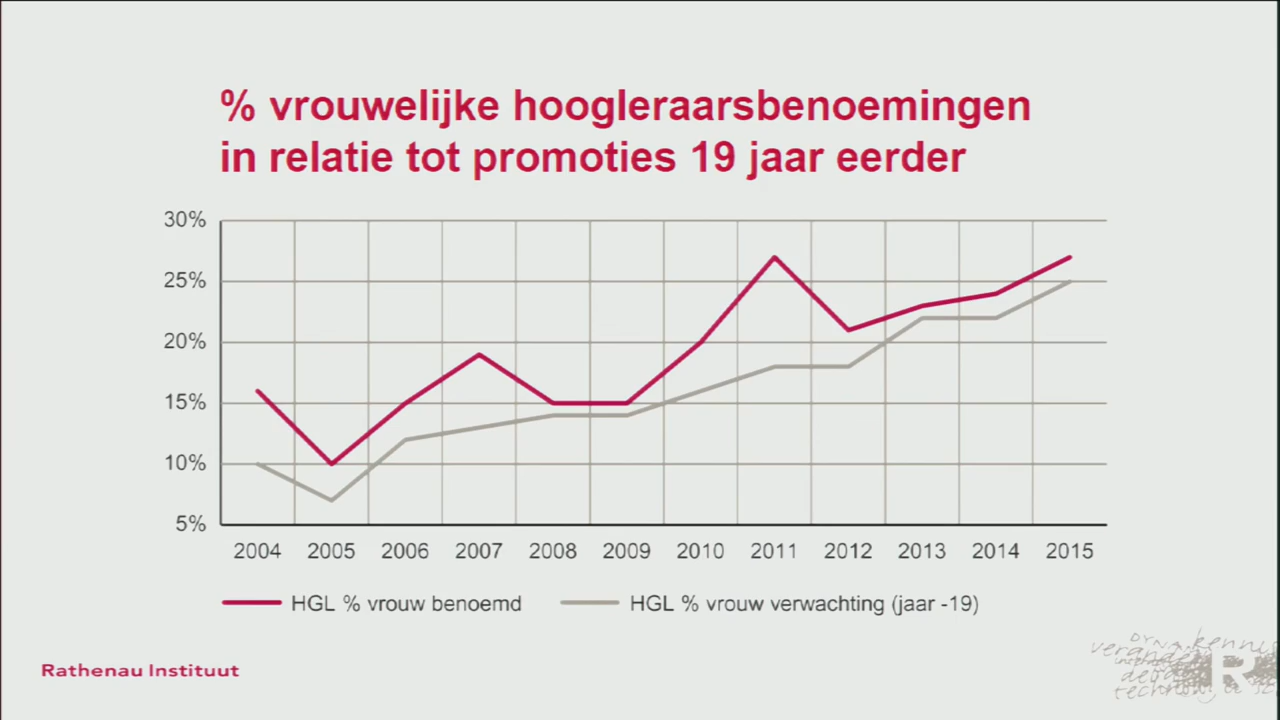 % vrouwelijke hoogleraarsbenoemingen
in relatie tot promoties 19 jaar eerder
30%
25%
20%
15%
10%
5%
2004 2005 2006 2007 2008 2009 2010 2011 2012 2013 2014 2015
HGL % vrouw benoemd HGL % vrouw verwachting (jaar -19)
Rathenau Instituut
R